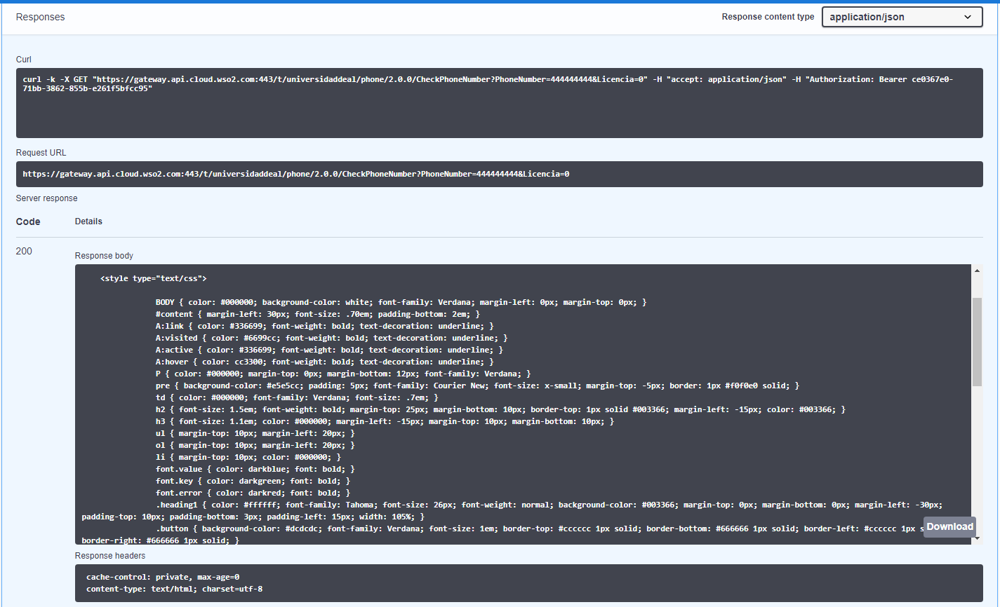 Responses
Response content type
application/json
Curl
curl -k -X GET "https://gateway.api.cloud.wso2.com:443/t/universidaddeal/phone/2.0.0/CheckPhoneNumber?PhoneNumber=444444444&Licencia=0" -H "accept: application/json" -H "Authorization: Bearer ce0367e0-
71bb-3862-855b-e261f5bfcc95"
Request URL
https://gateway.api.cloud.wso2.com:443/t/universidaddeal/phone/2.0.0/CheckPhoneNumber?PhoneNumber=444444444&Licencia=0
Server response
Code Details
200
Response body
<style type="text/css">
BODY { color: #000000; background-color: white; font-family: Verdana; margin-left: 0px; margin-top: 0px; }
#content { margin-left: 30px; font-size: .70em; padding-bottom: 2em; }
A:link { color: #336699; font-weight: bold; text-decoration: underline; }
A:visited { color: #6699cc; font-weight: bold; text-decoration: underline; }
A:active { color: #336699; font-weight: bold; text-decoration: underline; }
A:hover { color: cc3300; font-weight: bold; text-decoration: underline; }
P { color: #000000; margin-top: 0px; margin-bottom: 12px; font-family: Verdana; }
pre { background-color: #e5e5cc; padding: 5px; font-family: Courier New; font-size: x-small; margin-top: -5px; border: 1px #f0f0e0 solid; }
td { color: #000000; font-family: Verdana; font-size: .7em; }
h2 { font-size: 1.5em; font-weight: bold; margin-top: 25px; margin-bottom: 10px; border-top: 1px solid #003366; margin-left: -15px; color: #003366; }
h3 { font-size: 1.1em; color: #000000; margin-left: -15px; margin-top: 10px; margin-bottom: 10px; }
ul { margin-top: 10px; margin-left: 20px; }
ol { margin-top: 10px; margin-left: 20px; }
li { margin-top: 10px; color: #000000; }
font.value { color: darkblue; font: bold; }
font.key { color: darkgreen; font: bold; }
font.error { color: darkred; font: bold; }
.heading1 { color: #ffffff; font-family: Tahoma; font-size: 26px; font-weight: normal; background-color: #003366; margin-top: 0px; margin-bottom: 0px; margin-left: -30px;
padding-top: 10px; padding-bottom: 3px; padding-left: 15px; width: 105%; }
.button { background-color: #dcdcdc; font-family: Verdana; font-size: 1em; border-top: #cccccc 1px solid; border-bottom: #666666 1px solid; border-left: #cccccc 1px
border-right: #666666 1px solid; }
Download
Response headers
cache-control: private, max-age=0
content-type: text/html; charset=utf-8